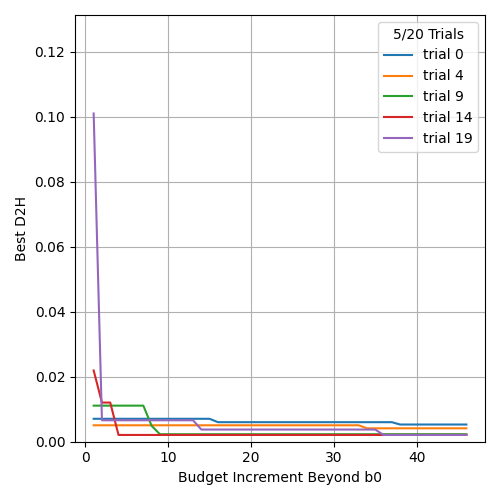 5/20 Trials
trial 0
trial 4
trial 9
trial 14
trial 19
Best D2H
0.12
0.10
0.08
0.06
0.04
0.02
0.00
0 10 20 30 40
Budget Increment Beyond b0